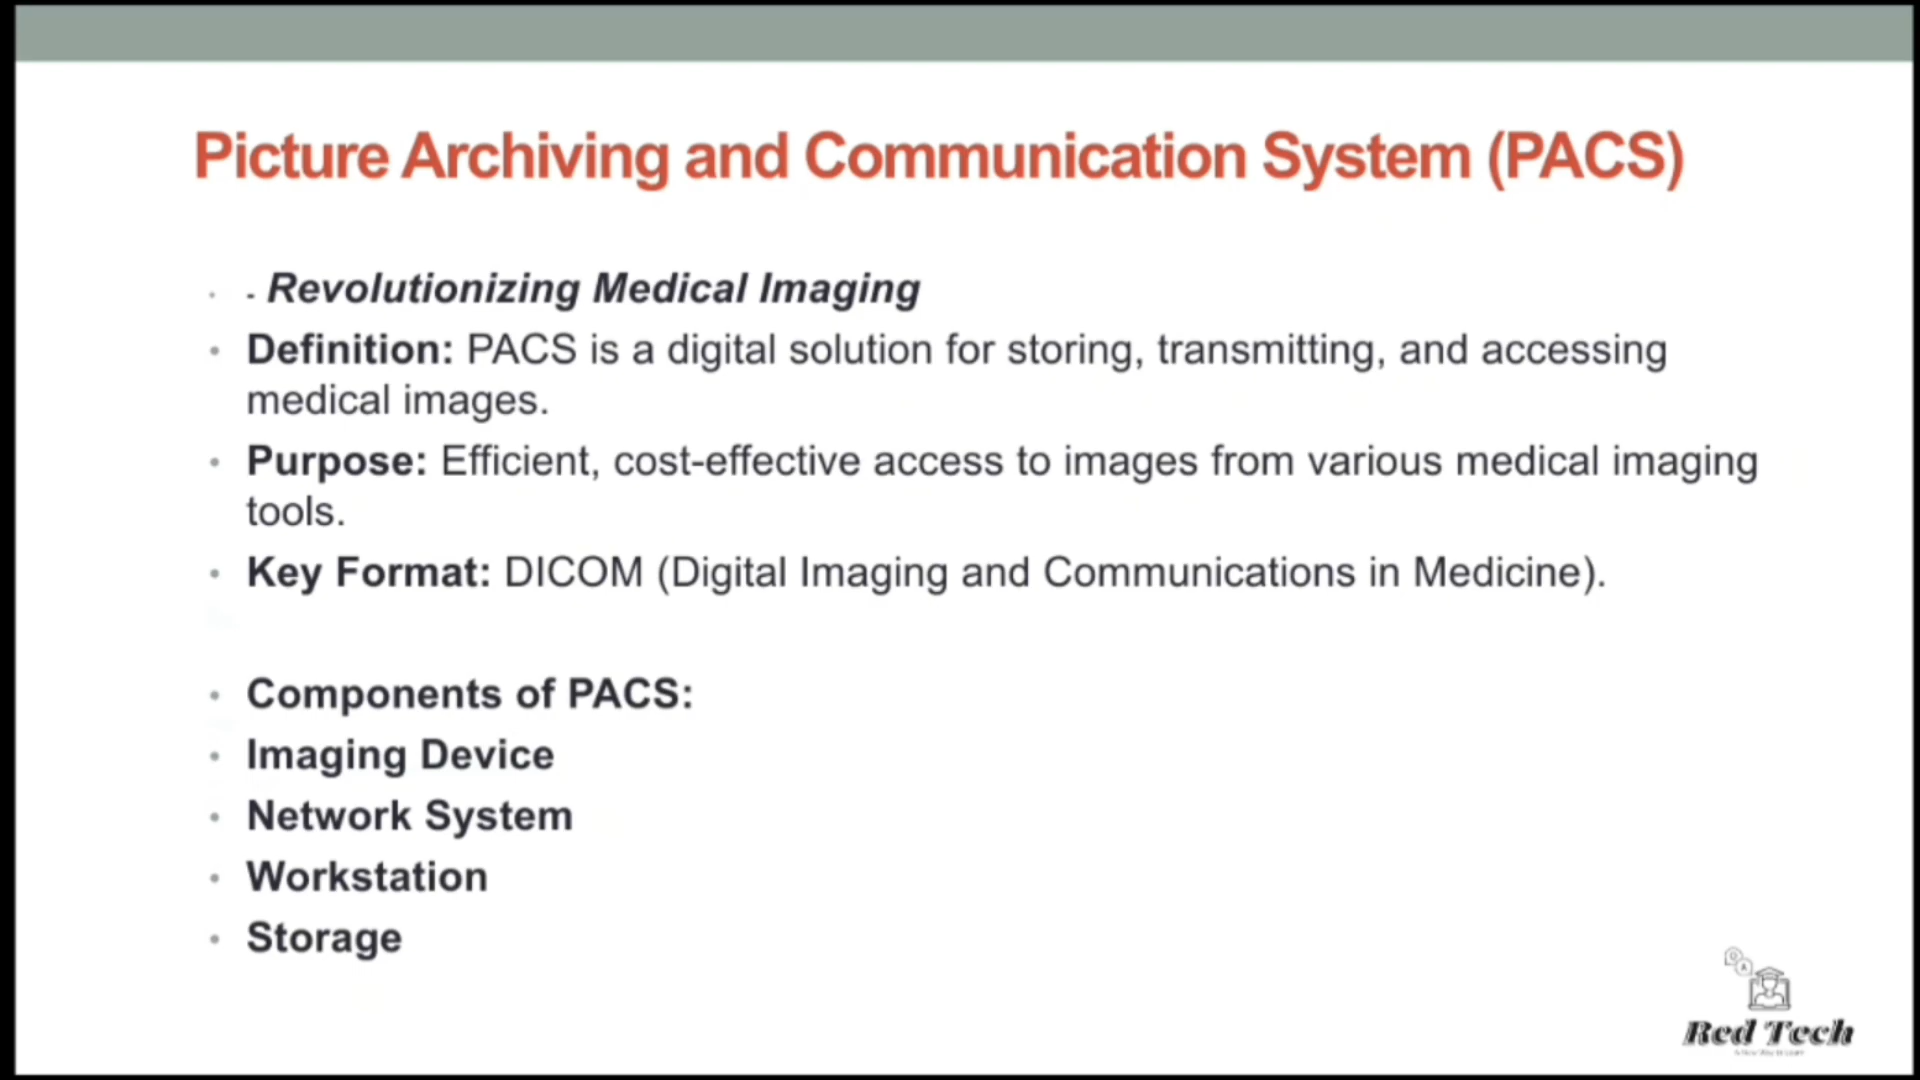 Picture Archiving and Communication System (PACS)
- Revolutionizing Medical Imaging
Definition: PACS is a digital solution for storing, transmitting, and accessing
medical images.
Purpose: Efficient, cost-effective access to images from various medical imaging
tools.
Key Format: DICOM (Digital Imaging and Communications in Medicine).
Components of PACS:
Imaging Device
Network System
Workstation
Storage
Red Tech